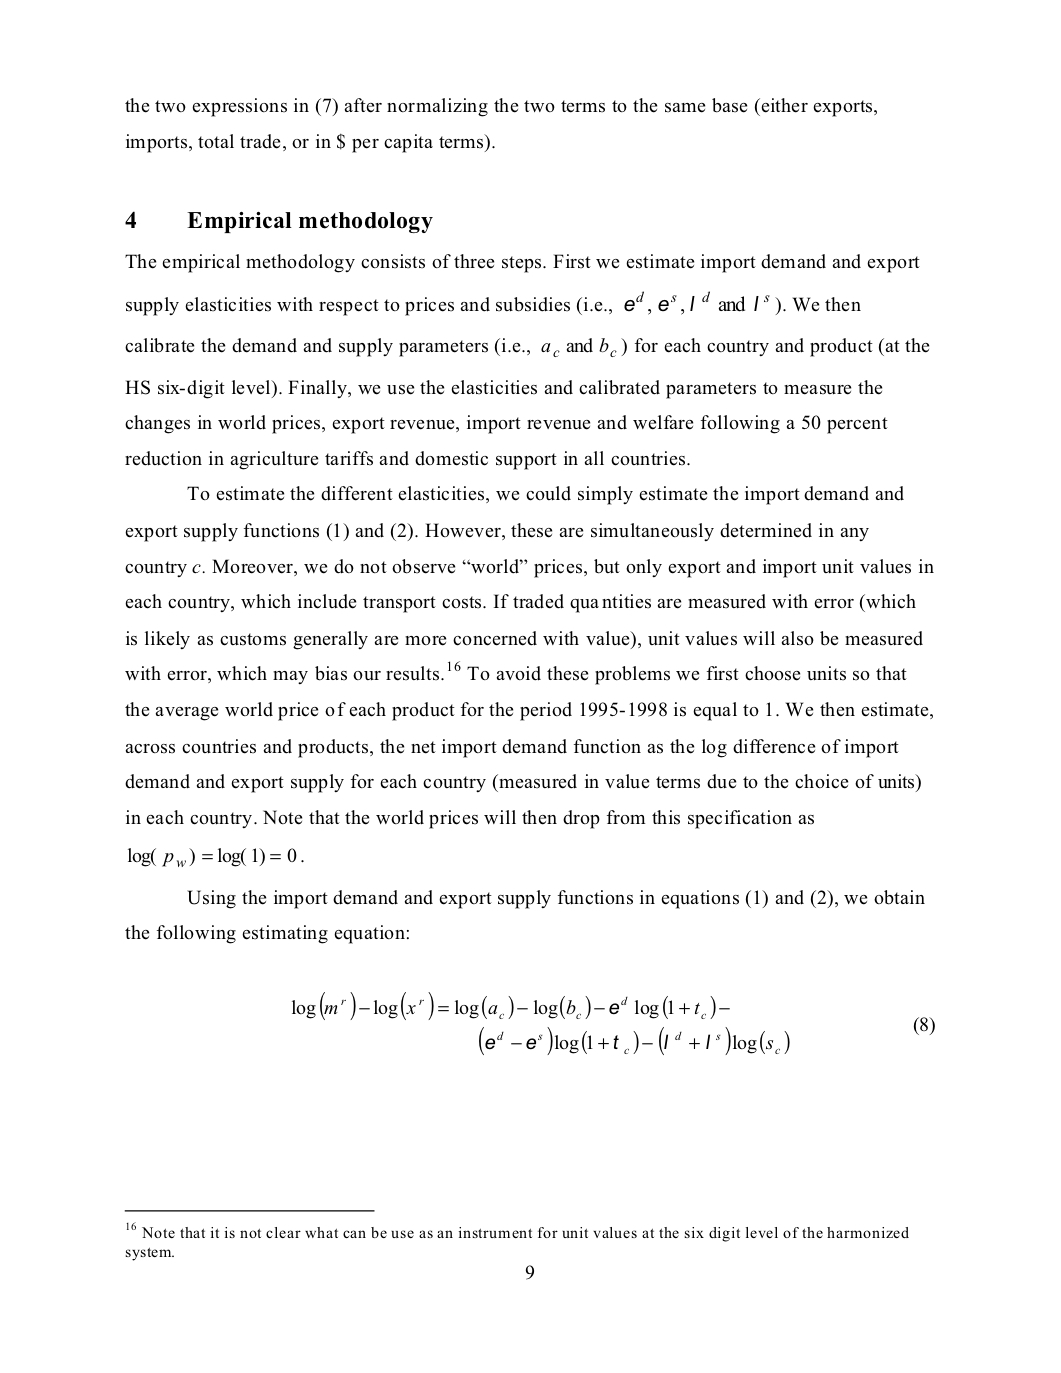 the two expressions in (7) after normalizing the two terms to the same base (either exports,
imports, total trade, or in $ per capita terms).
4 Empirical methodology
The empirical methodology consists of three steps. First we estimate import demand and export
supply elasticities with respect to prices and subsidies (i.e., e^d, e^s, l^d and l^s). We then
calibrate the demand and supply parameters (i.e., a_c and b_c) for each country and product (at the
HS six-digit level). Finally, we use the elasticities and calibrated parameters to measure the
changes in world prices, export revenue, import revenue and welfare following a 50 percent
reduction in agriculture tariffs and domestic support in all countries.
To estimate the different elasticities, we could simply estimate the import demand and
export supply functions (1) and (2). However, these are simultaneously determined in any
country c. Moreover, we do not observe “world” prices, but only export and import unit values in
each country, which include transport costs. If traded quantities are measured with error (which
is likely as customs generally are more concerned with value), unit values will also be measured
with error, which may bias our results.16 To avoid these problems we first choose units so that
the average world price of each product for the period 1995-1998 is equal to 1. We then estimate,
across countries and products, the net import demand function as the log difference of import
demand and export supply for each country (measured in value terms due to the choice of units)
in each country. Note that the world prices will then drop from this specification as
log(p_w) = log(1) = 0.
Using the import demand and export supply functions in equations (1) and (2), we obtain
the following estimating equation:
log(m^r) − log(x^r) = log(a_c) − log(b_c) − e^d log(1 + t_c) −
(e^d − e^s)log(1 + t_c) − (l^d + l^s)log(s_c)
(8)
16 Note that it is not clear what can be use as an instrument for unit values at the six digit level of the harmonized
system.
9